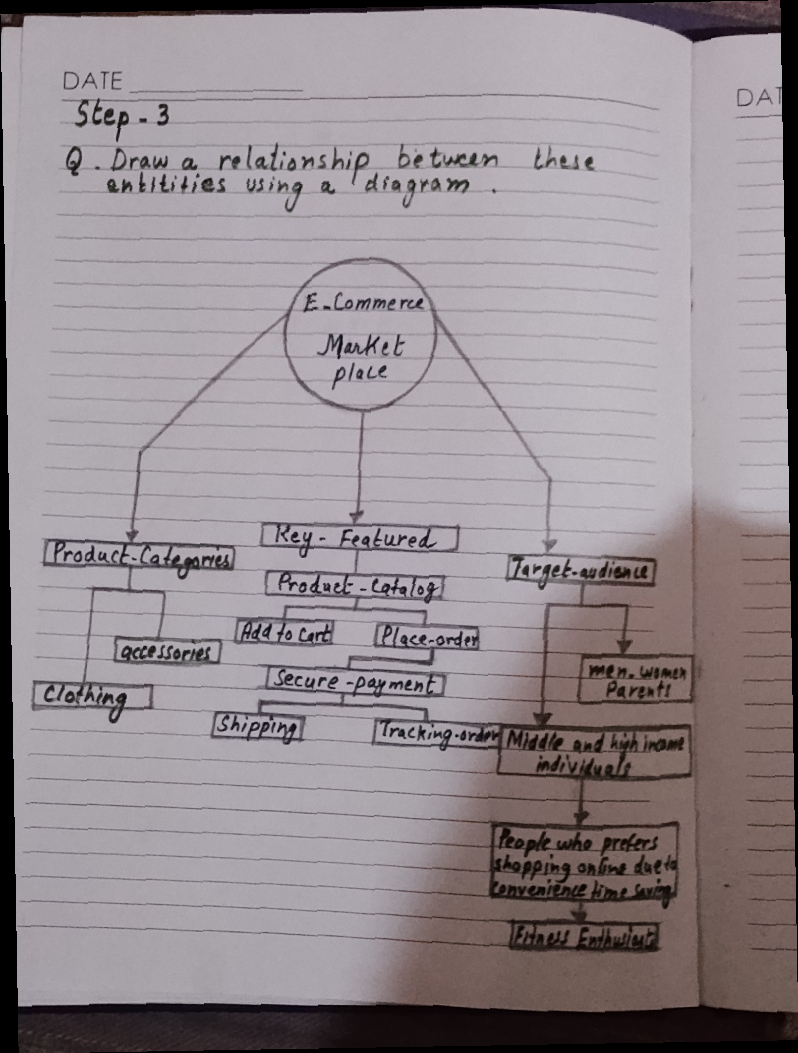 DATE
DAT
Step - 3
Q. Draw a relationship between these
entitities using a diagram.
E-Commerce
Market
place
Product-Categories
accessories
Clothing
Key - Featured
Product - Catalog
Add to Cart
Place-order
Secure - payment
Shipping
Tracking-order
Target-audience
men-women
Parents
Middle and high income
individuals
People who prefers
shopping online due to
convenience time saving
Fitness Enthusiast